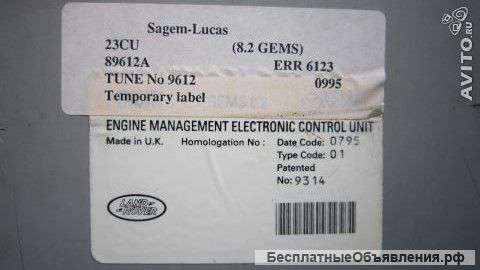 Sagem-Lucas
23CU (8.2 GEMS)
89612A ERR 6123
TUNE No 9612 0995
Temporary label
ENGINE MANAGEMENT ELECTRONIC CONTROL UNIT
Made in U.K. Homologation No: Date Code: 0795
Type Code: 01
Patented
No: 9314
LAND
ROVER
AVITO.ru
БесплатныеОбъявления.рф